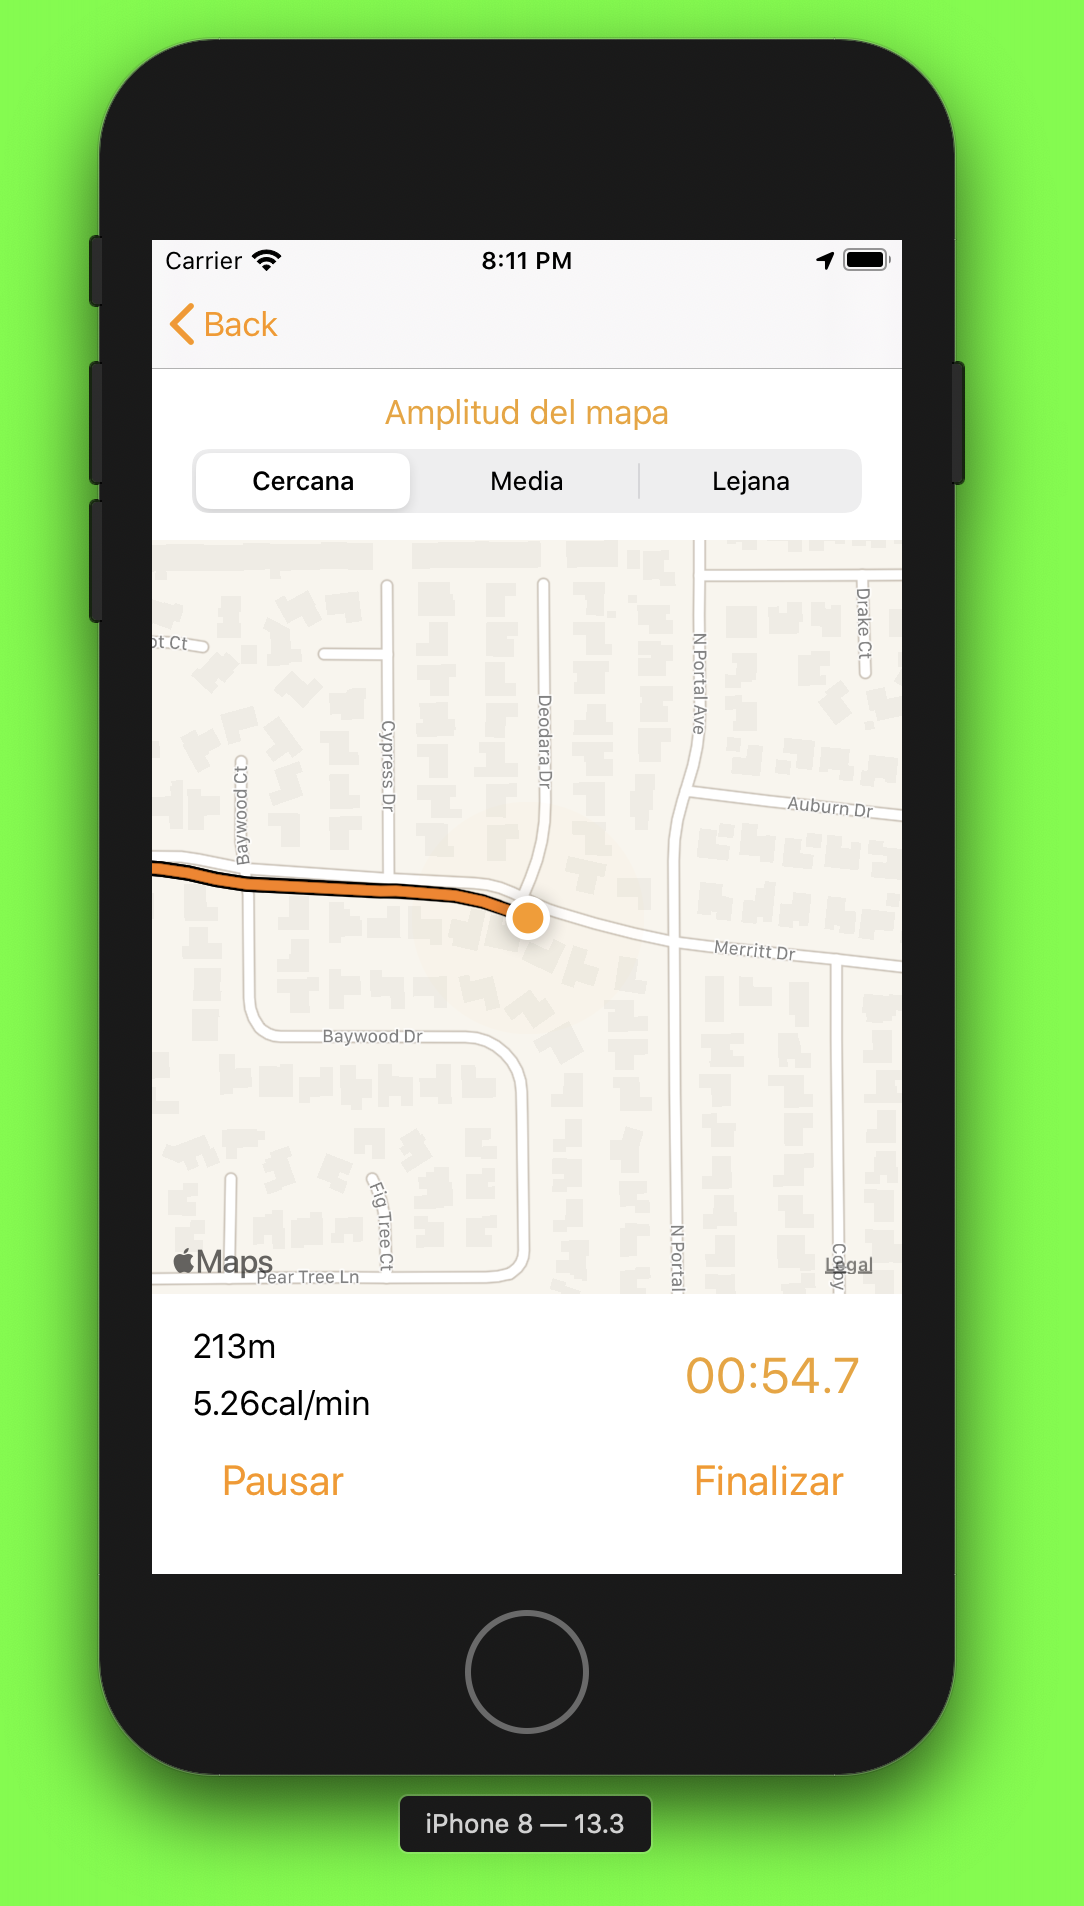 Carrier 8:11 PM
Back
Amplitud del mapa
Cercana Media Lejana
Drake Ct
ot Ct
N Portal Ave
Deodara Dr
Cypress Dr
Baywood Ct
Auburn Dr
Merritt Dr
Baywood Dr
Fig Tree Ct
N Portal
Maps
Legal
Pear Tree Ln
213m
00:54.7
5.26cal/min
Pausar Finalizar
iPhone 8 — 13.3